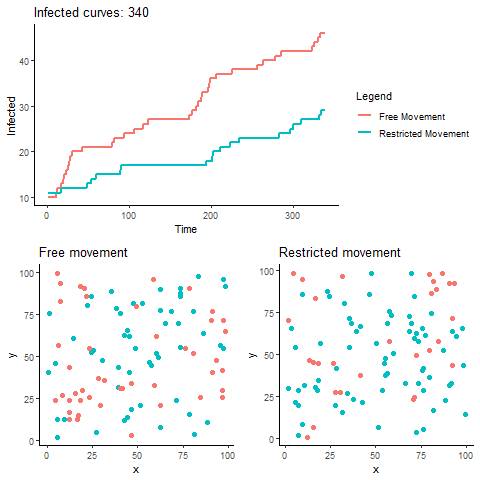 Infected curves: 340
Infected
40
30
20
10
0
100
200
300
Time
Legend
Free Movement
Restricted Movement
Free movement
y
100
75
50
25
0
0
25
50
75
100
x
Restricted movement
y
100
75
50
25
0
0
25
50
75
100
x